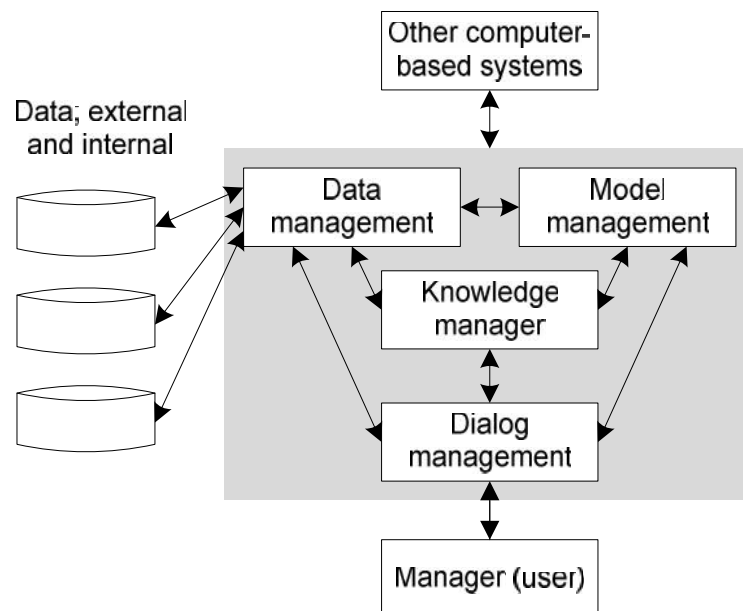 Other computer-
based systems
Data; external
and internal
Data
management
Model
management
Knowledge
manager
Dialog
management
Manager (user)